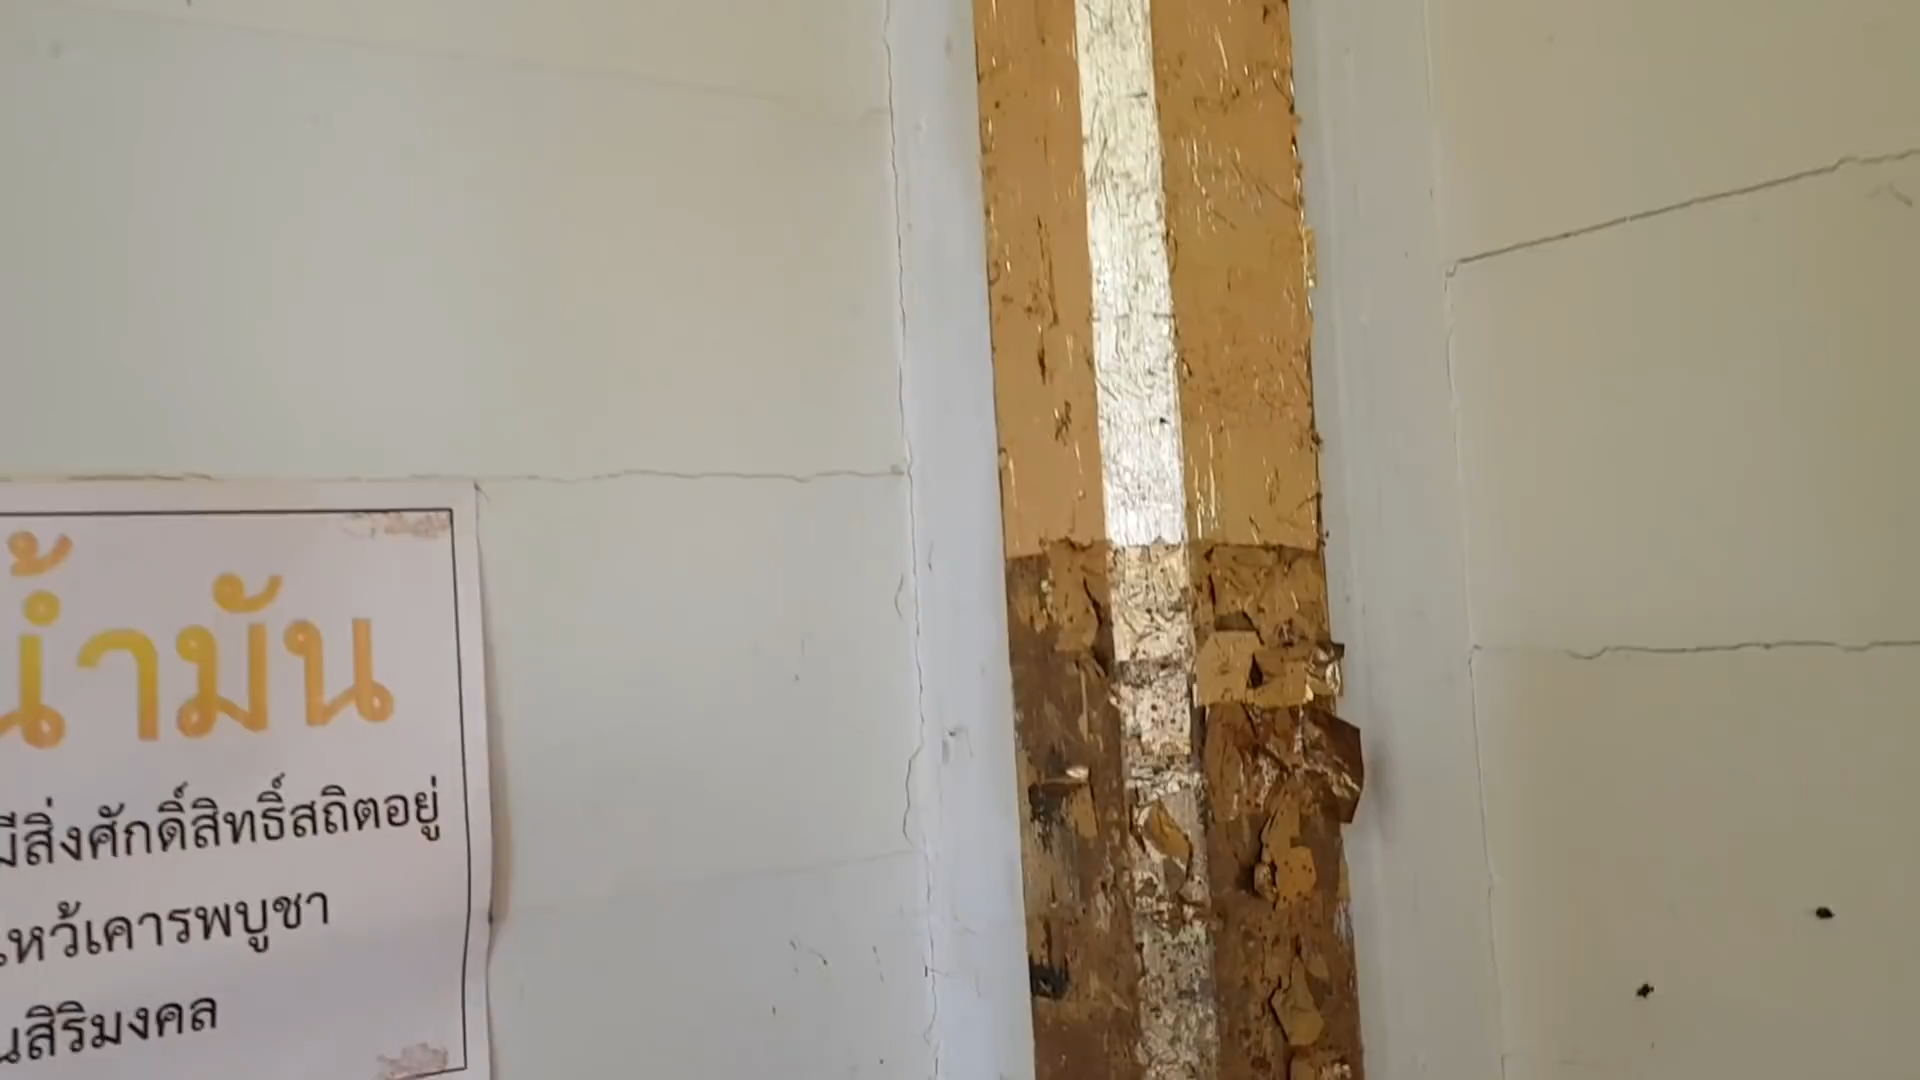 น้ำมัน
มีสิ่งศักดิ์สิทธิ์สถิตอยู่
ไหว้เคารพบูชา
สิริมงคล